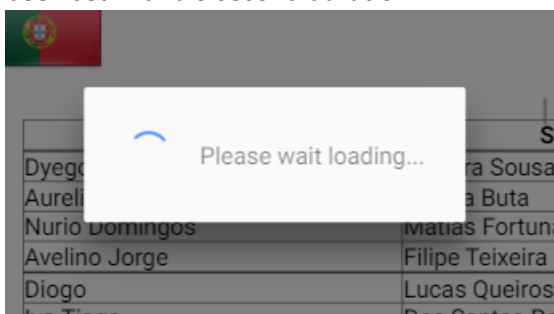 Please wait loading...
S
Dyego ra Sousa
Aureli a Buta
Nurio Domingos Matias Fortuna
Avelino Jorge Filipe Teixeira
Diogo Lucas Queiros